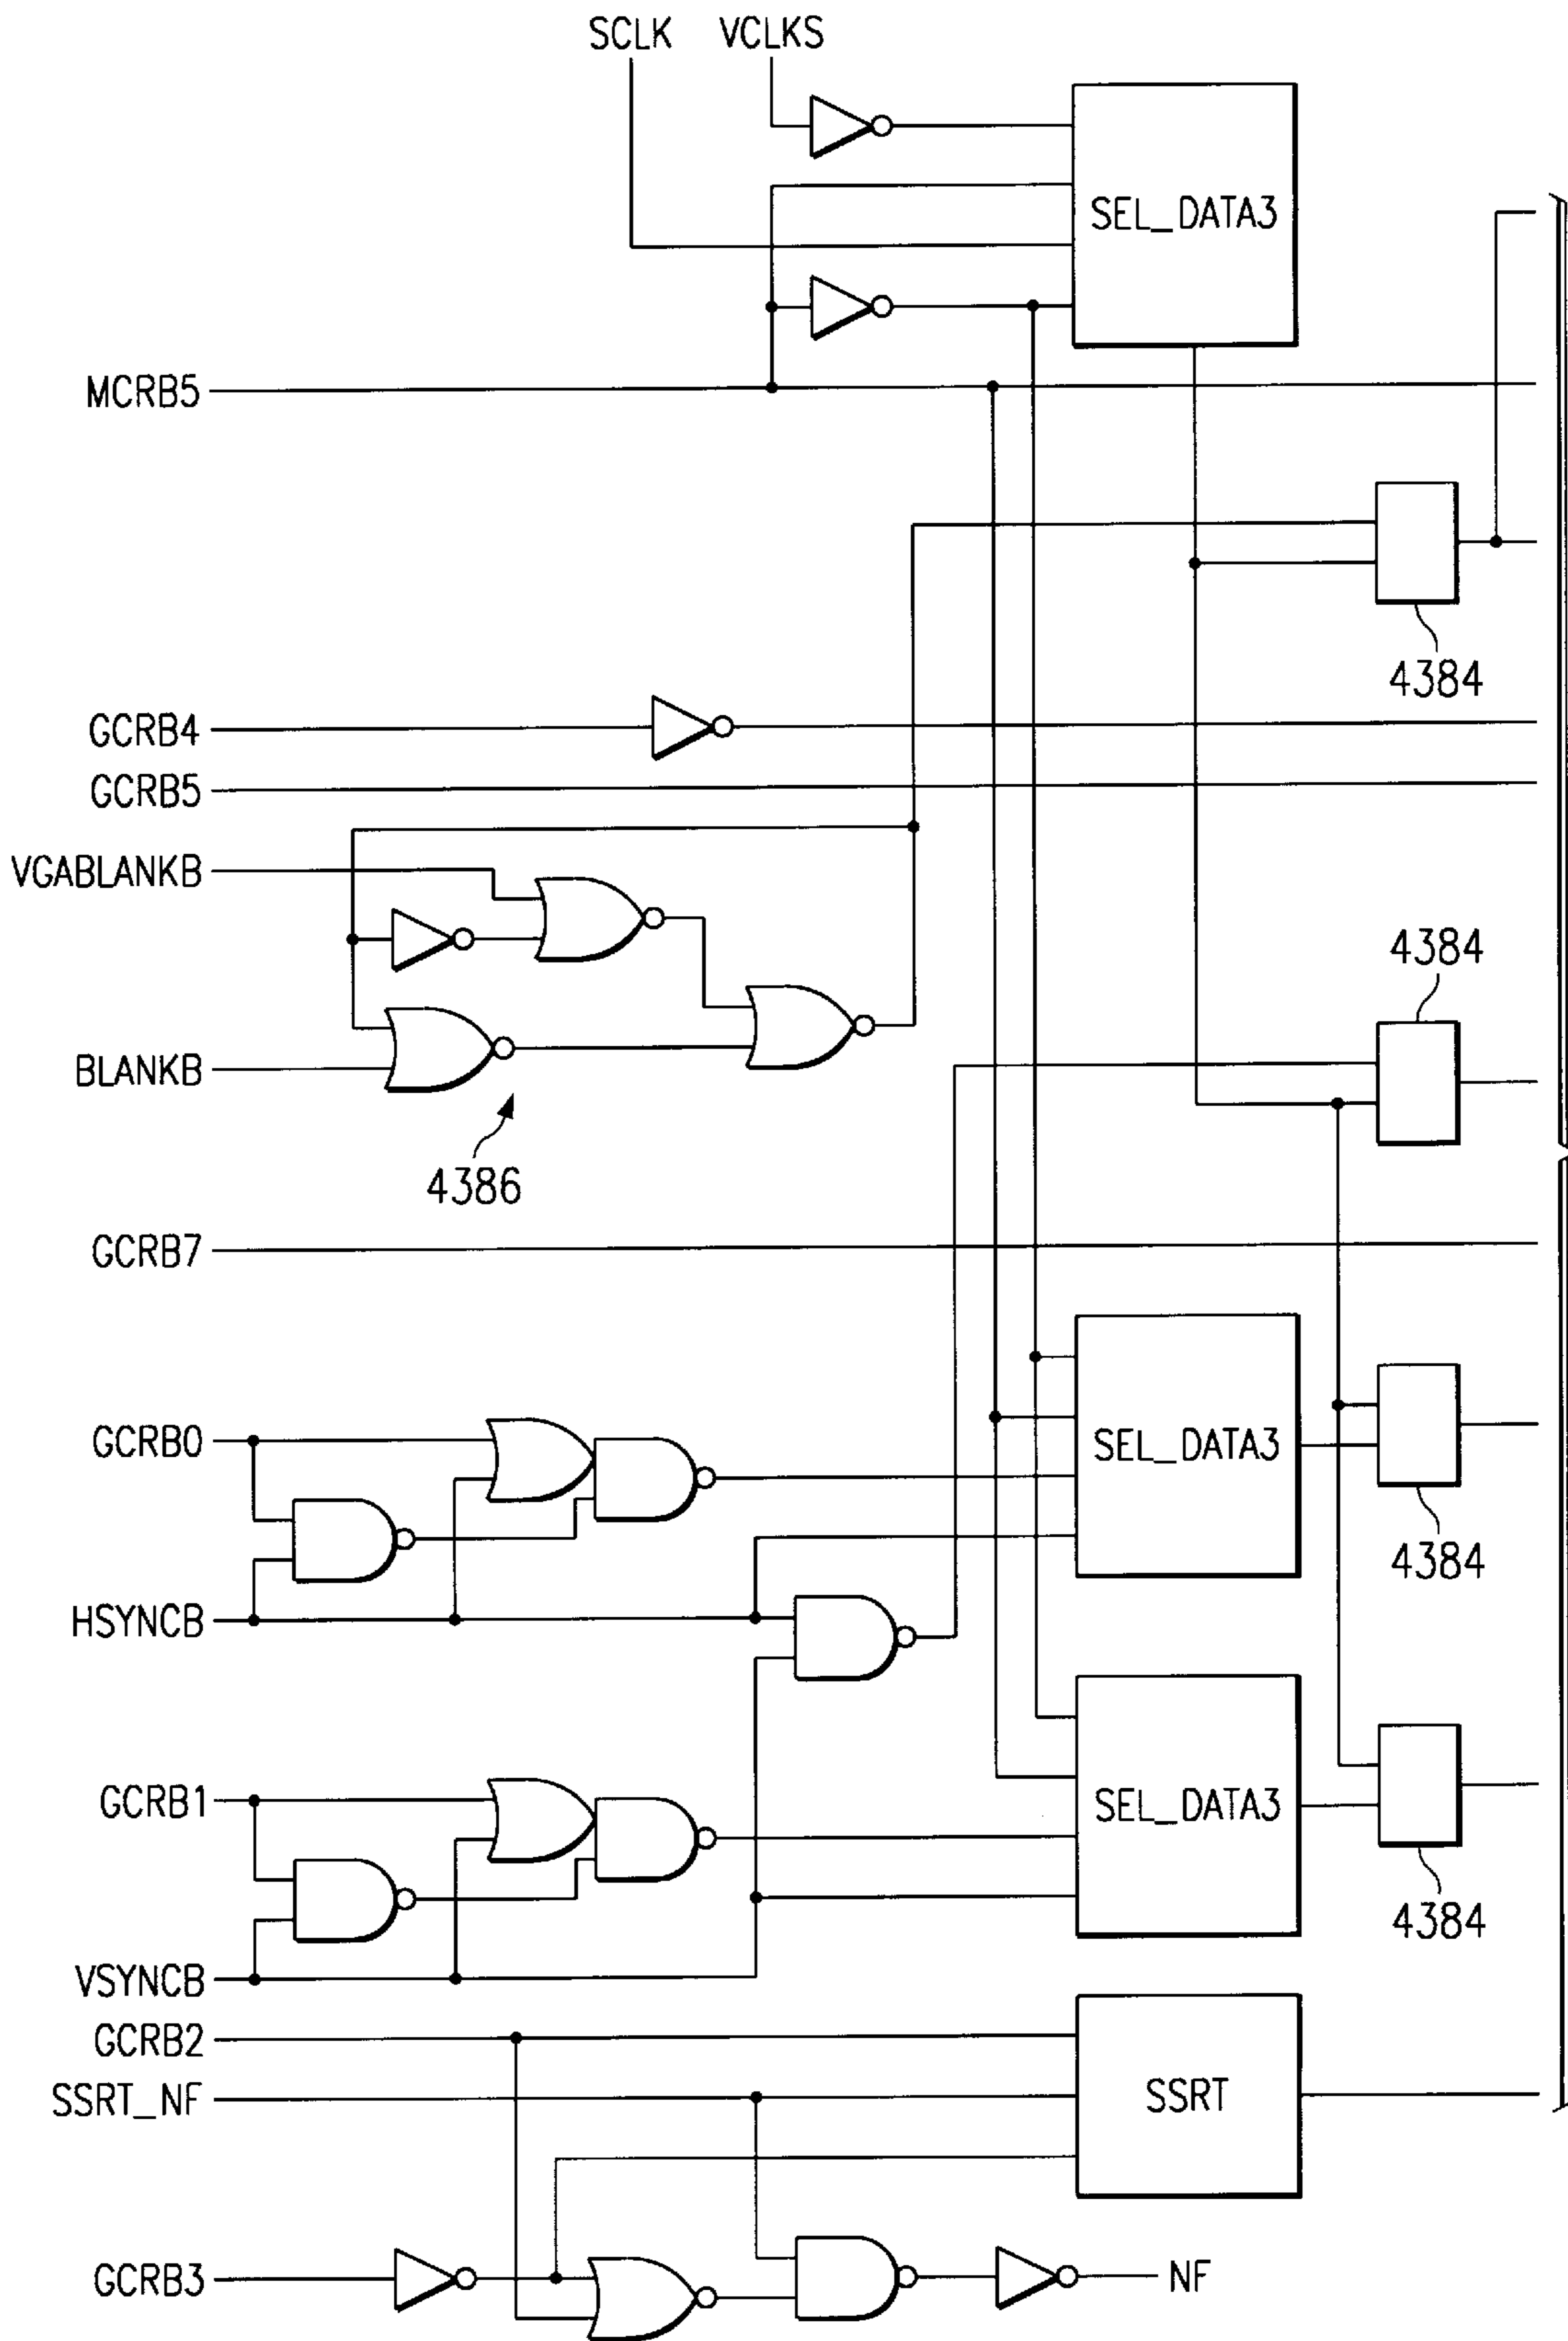 SCLK VCLKS
SEL_DATA3
MCRB5
4384
GCRB4
GCRB5
VGABLANKB
4384
BLANKB
4386
GCRB7
GCRB0
SEL_DATA3
4384
HSYNCB
GCRB1
SEL_DATA3
4384
VSYNCB
GCRB2
SSRT_NF
SSRT
GCRB3
NF